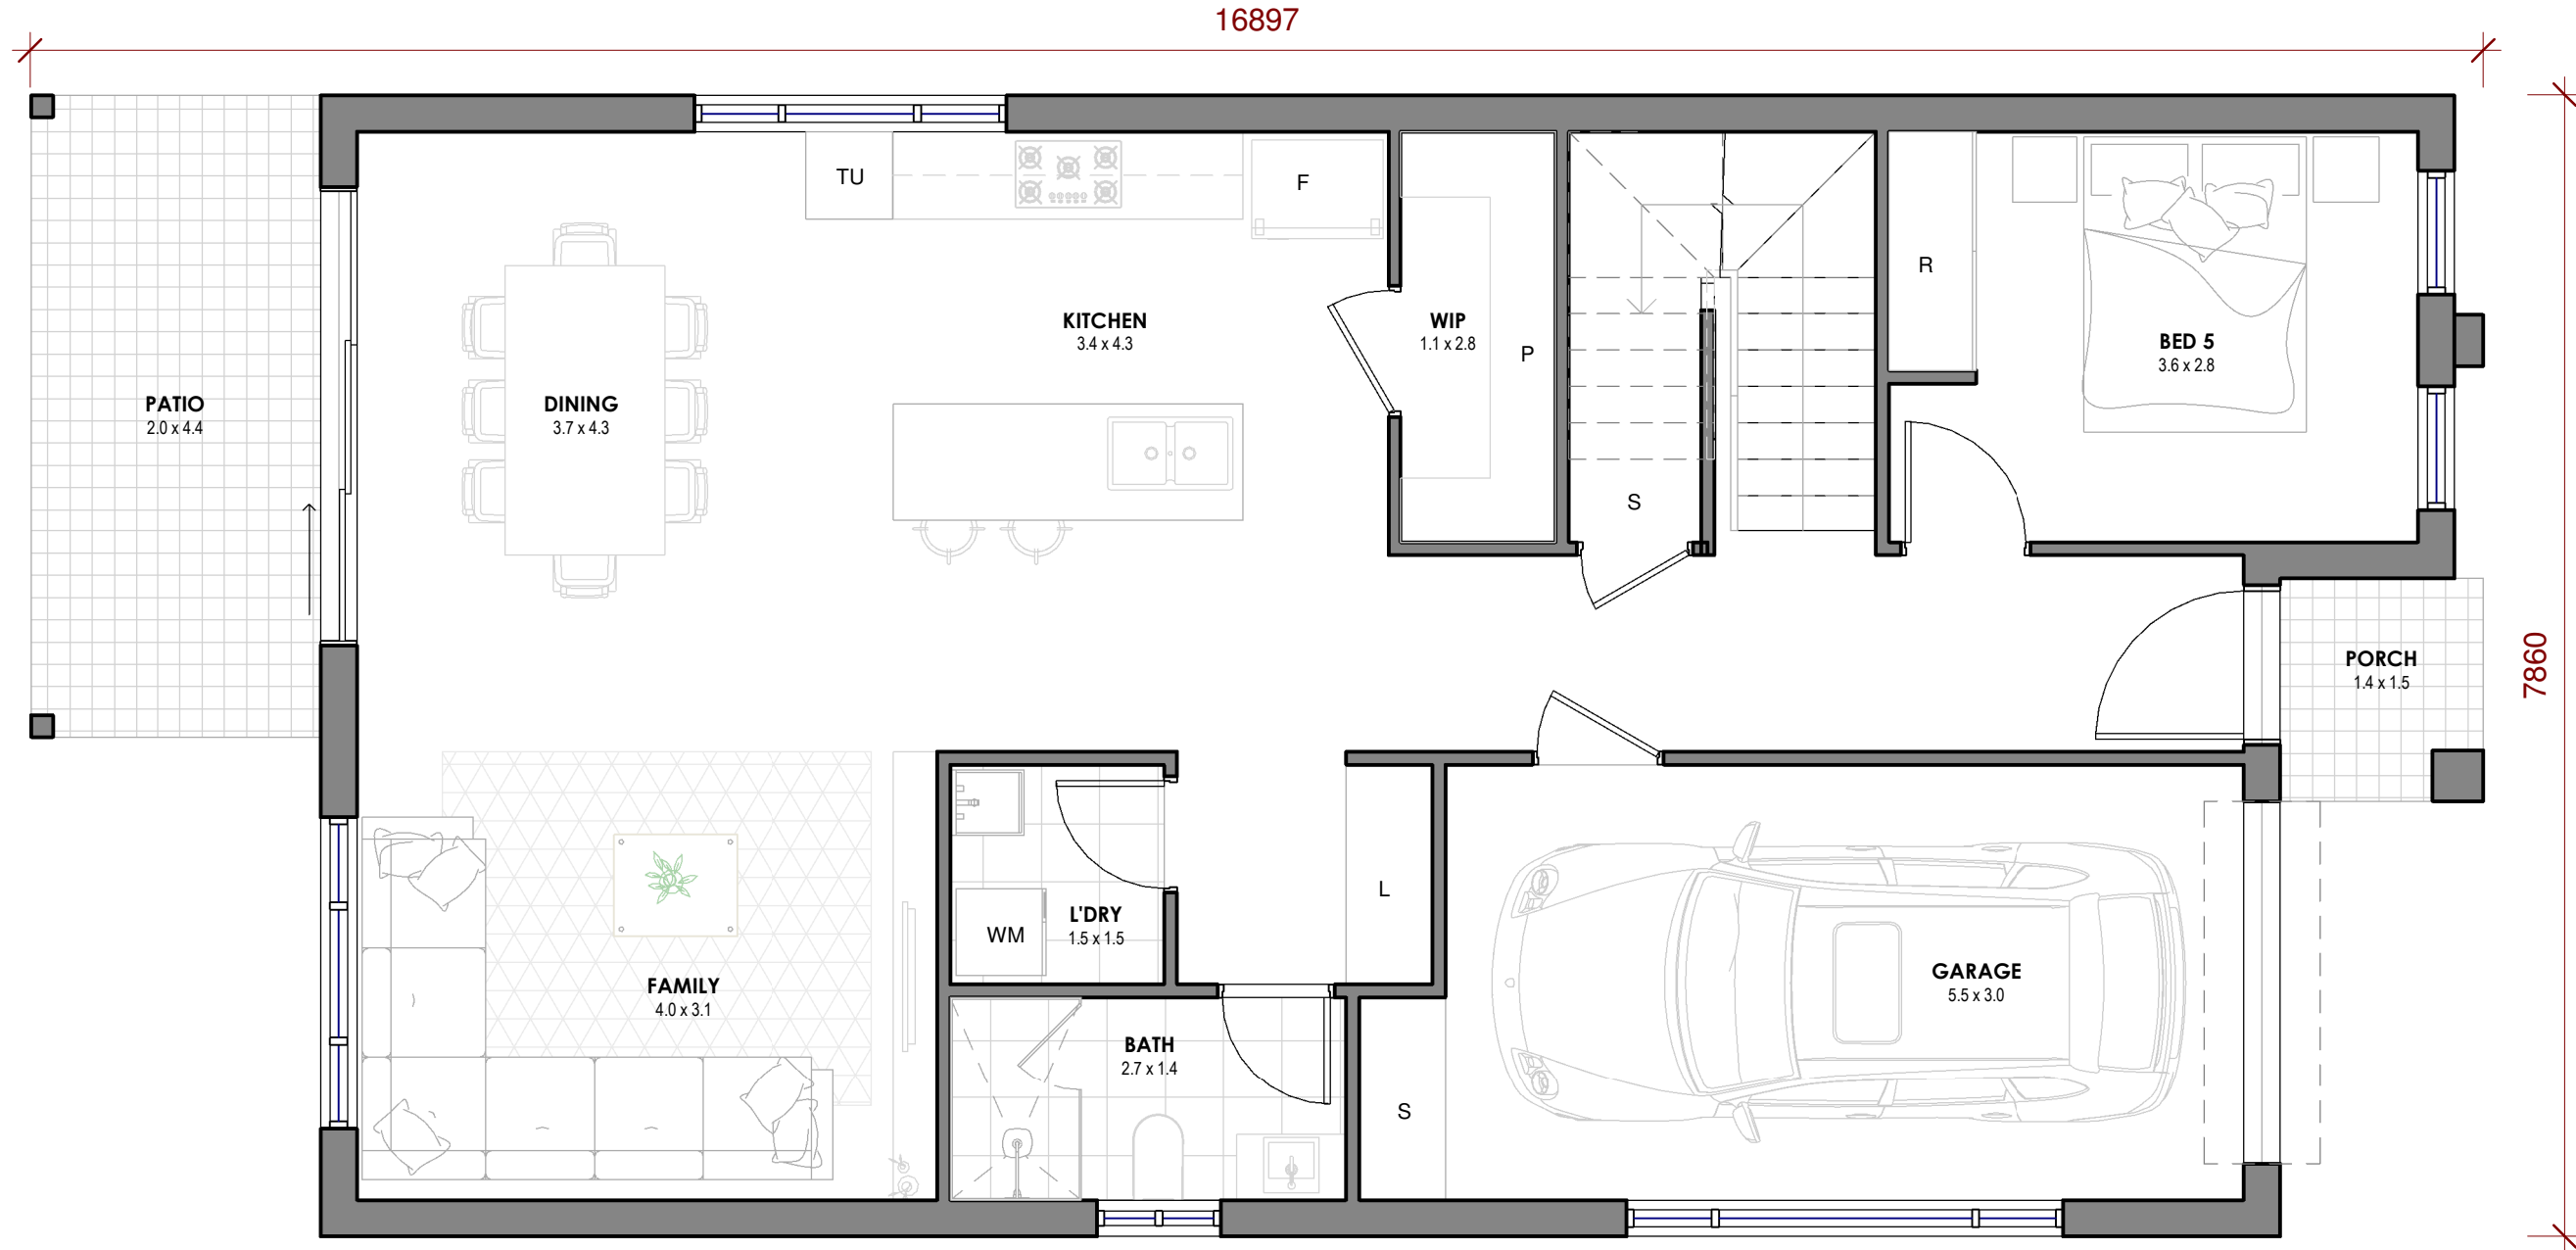 16897
TU
F
R
KITCHEN
3.4 x 4.3
WIP
1.1 x 2.8
P
BED 5
3.6 x 2.8
PATIO
2.0 x 4.4
DINING
3.7 x 4.3
S
PORCH
1.4 x 1.5
7860
L
L'DRY
1.5 x 1.5
WM
FAMILY
4.0 x 3.1
GARAGE
5.5 x 3.0
BATH
2.7 x 1.4
S